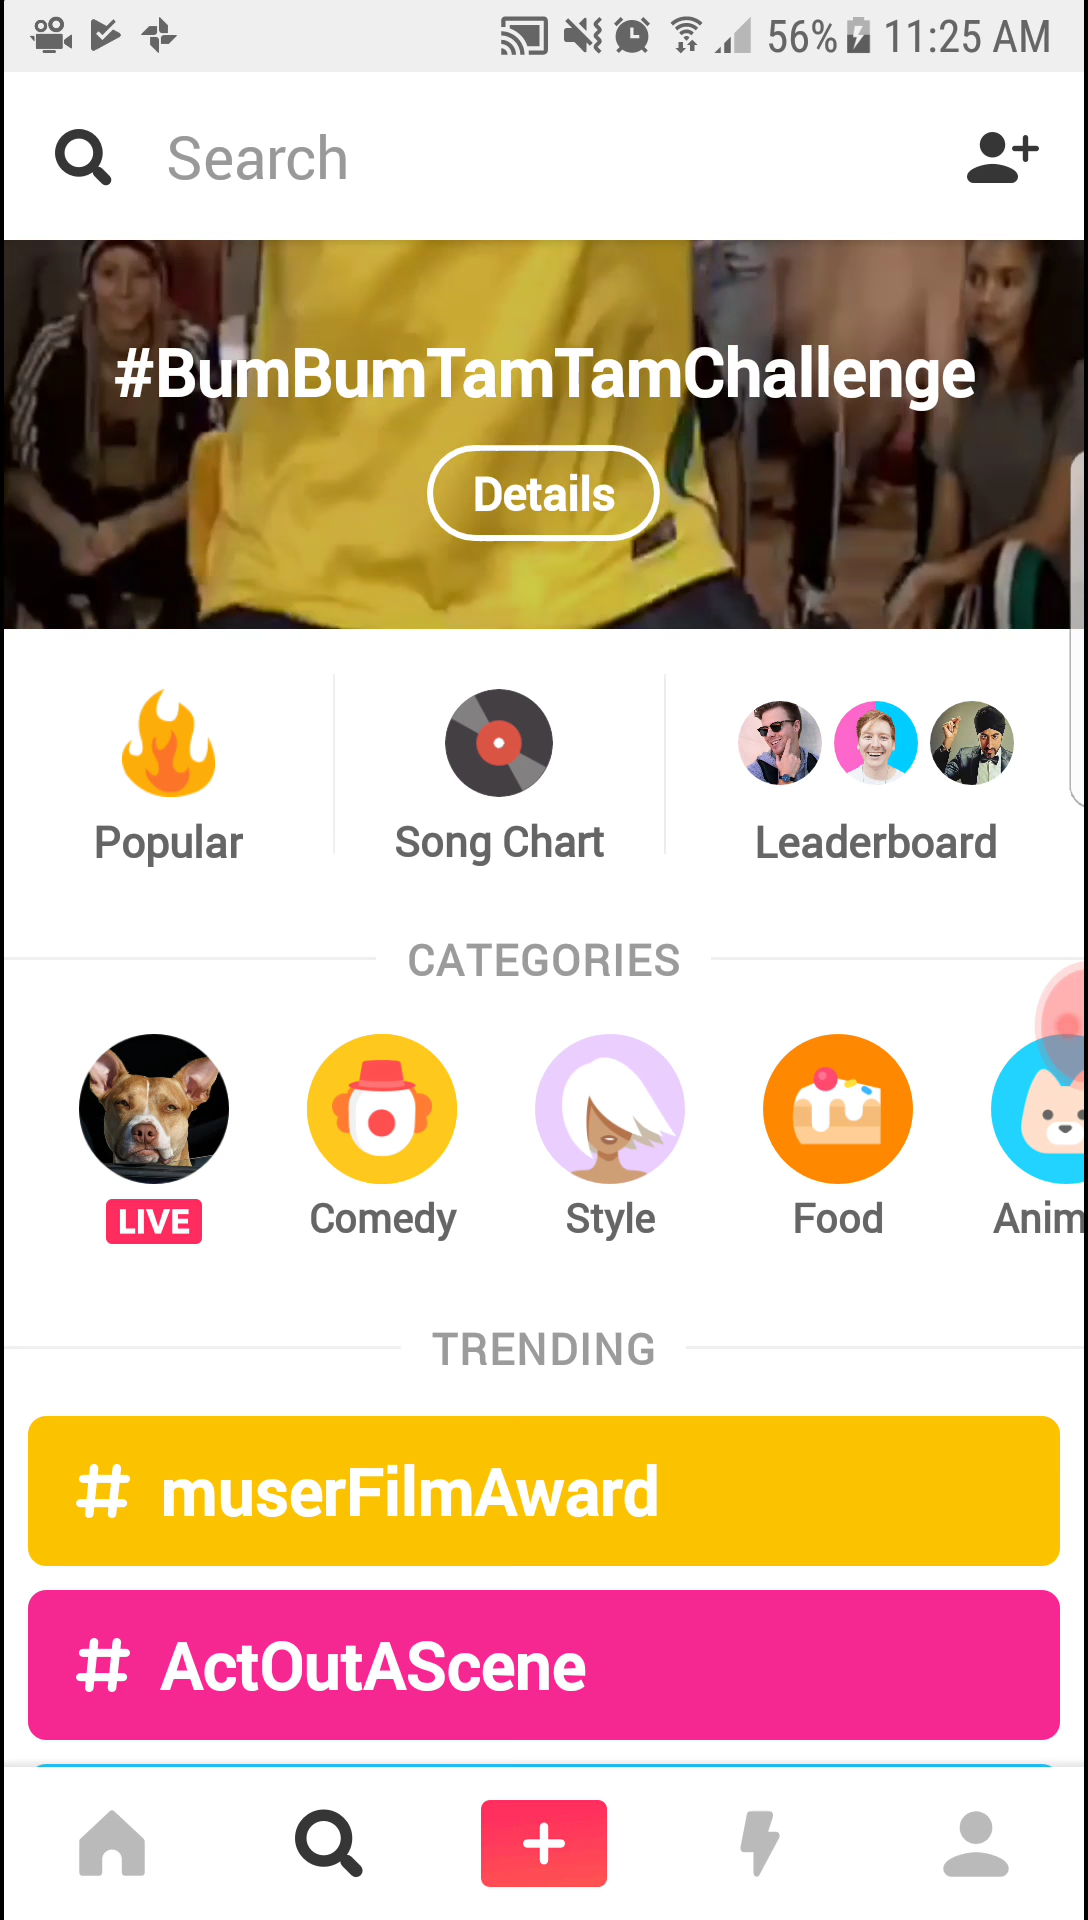 56% 11:25 AM
Search
#BumBumTamTamChallenge
Details
Popular
Song Chart
Leaderboard
CATEGORIES
LIVE
Comedy
Style
Food
Anim
TRENDING
# muserFilmAward
# ActOutAScene